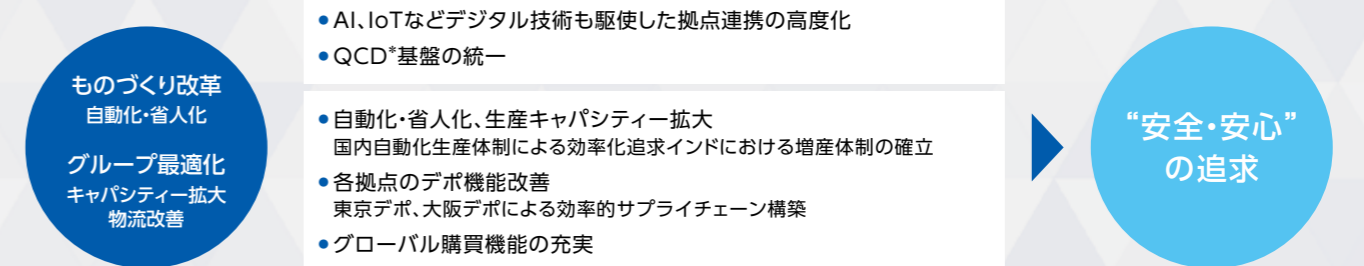 ものづくり改革
自動化・省人化
グループ最適化
キャパシティー拡大
物流改善
●AI、IoTなどデジタル技術も駆使した拠点連携の高度化
●QCD*基盤の統一
●自動化・省人化、生産キャパシティー拡大
国内自動化生産体制による効率化追求インドにおける増産体制の確立
●各拠点のデポ機能改善
東京デポ、大阪デポによる効率的サプライチェーン構築
●グローバル購買機能の充実
“安全・安心”
の追求